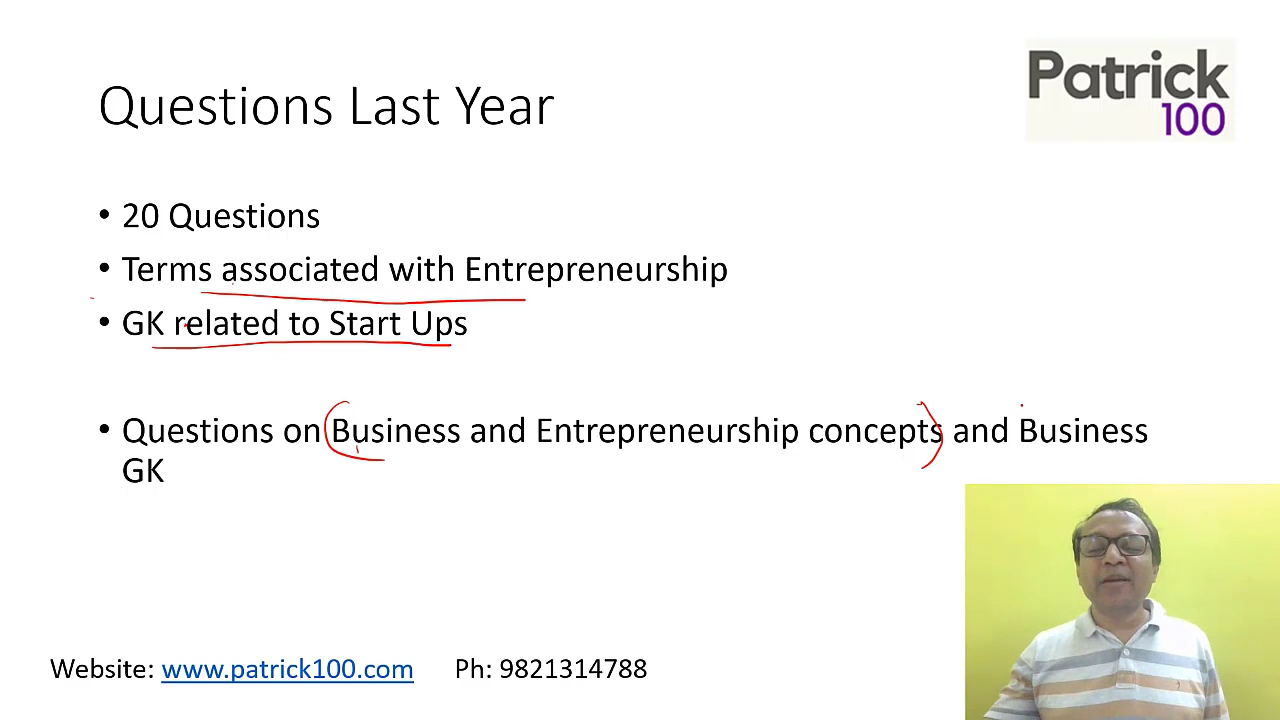 Patrick
100
Questions Last Year
• 20 Questions
• Terms associated with Entrepreneurship
• GK related to Start Ups
• Questions on Business and Entrepreneurship concepts and Business
GK
Website: www.patrick100.com Ph: 9821314788